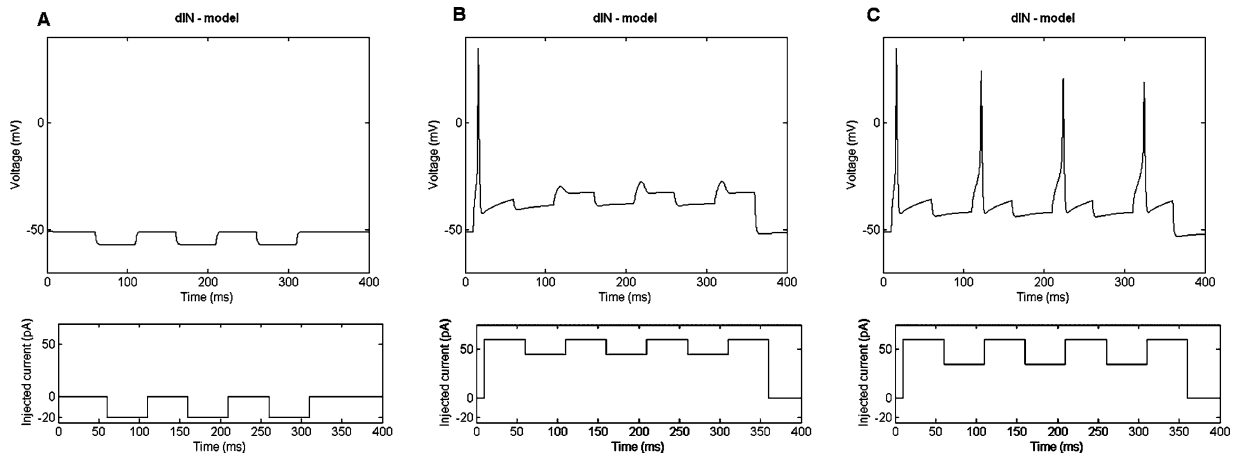 A
dIN - model
Voltage (mV)
0
-50
0 100 200 300 400
Time (ms)
Injected current (pA)
50
0
-20
0 50 100 150 200 250 300 350 400
Time (ms)
B
dIN - model
Voltage (mV)
0
-50
0 100 200 300 400
Time (ms)
Injected current (pA)
50
0
-20
0 50 100 150 200 250 300 350 400
Time (ms)
C
dIN - model
Voltage (mV)
0
-50
0 100 200 300 400
Time (ms)
Injected current (pA)
50
0
-20
0 50 100 150 200 250 300 350 400
Time (ms)